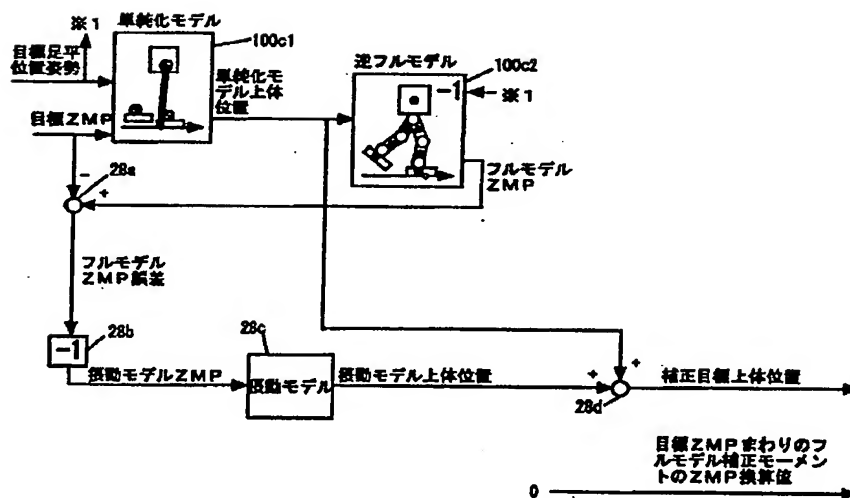 ※1
単純化モデル
100c1
目標足平
位置姿勢
単純化モ
デル上体
位置
逆フルモデル
100c2
-1
※1
目標ZMP
フルモデル
ZMP
-
28a
+
フルモデル
ZMP誤差
28b
-1
28c
摂動モデルZMP
摂動モデル
摂動モデル上体位置
+
+
28d
補正目標上体位置
目標ZMPまわりのフ
ルモデル補正モーメン
トのZMP換算値
0